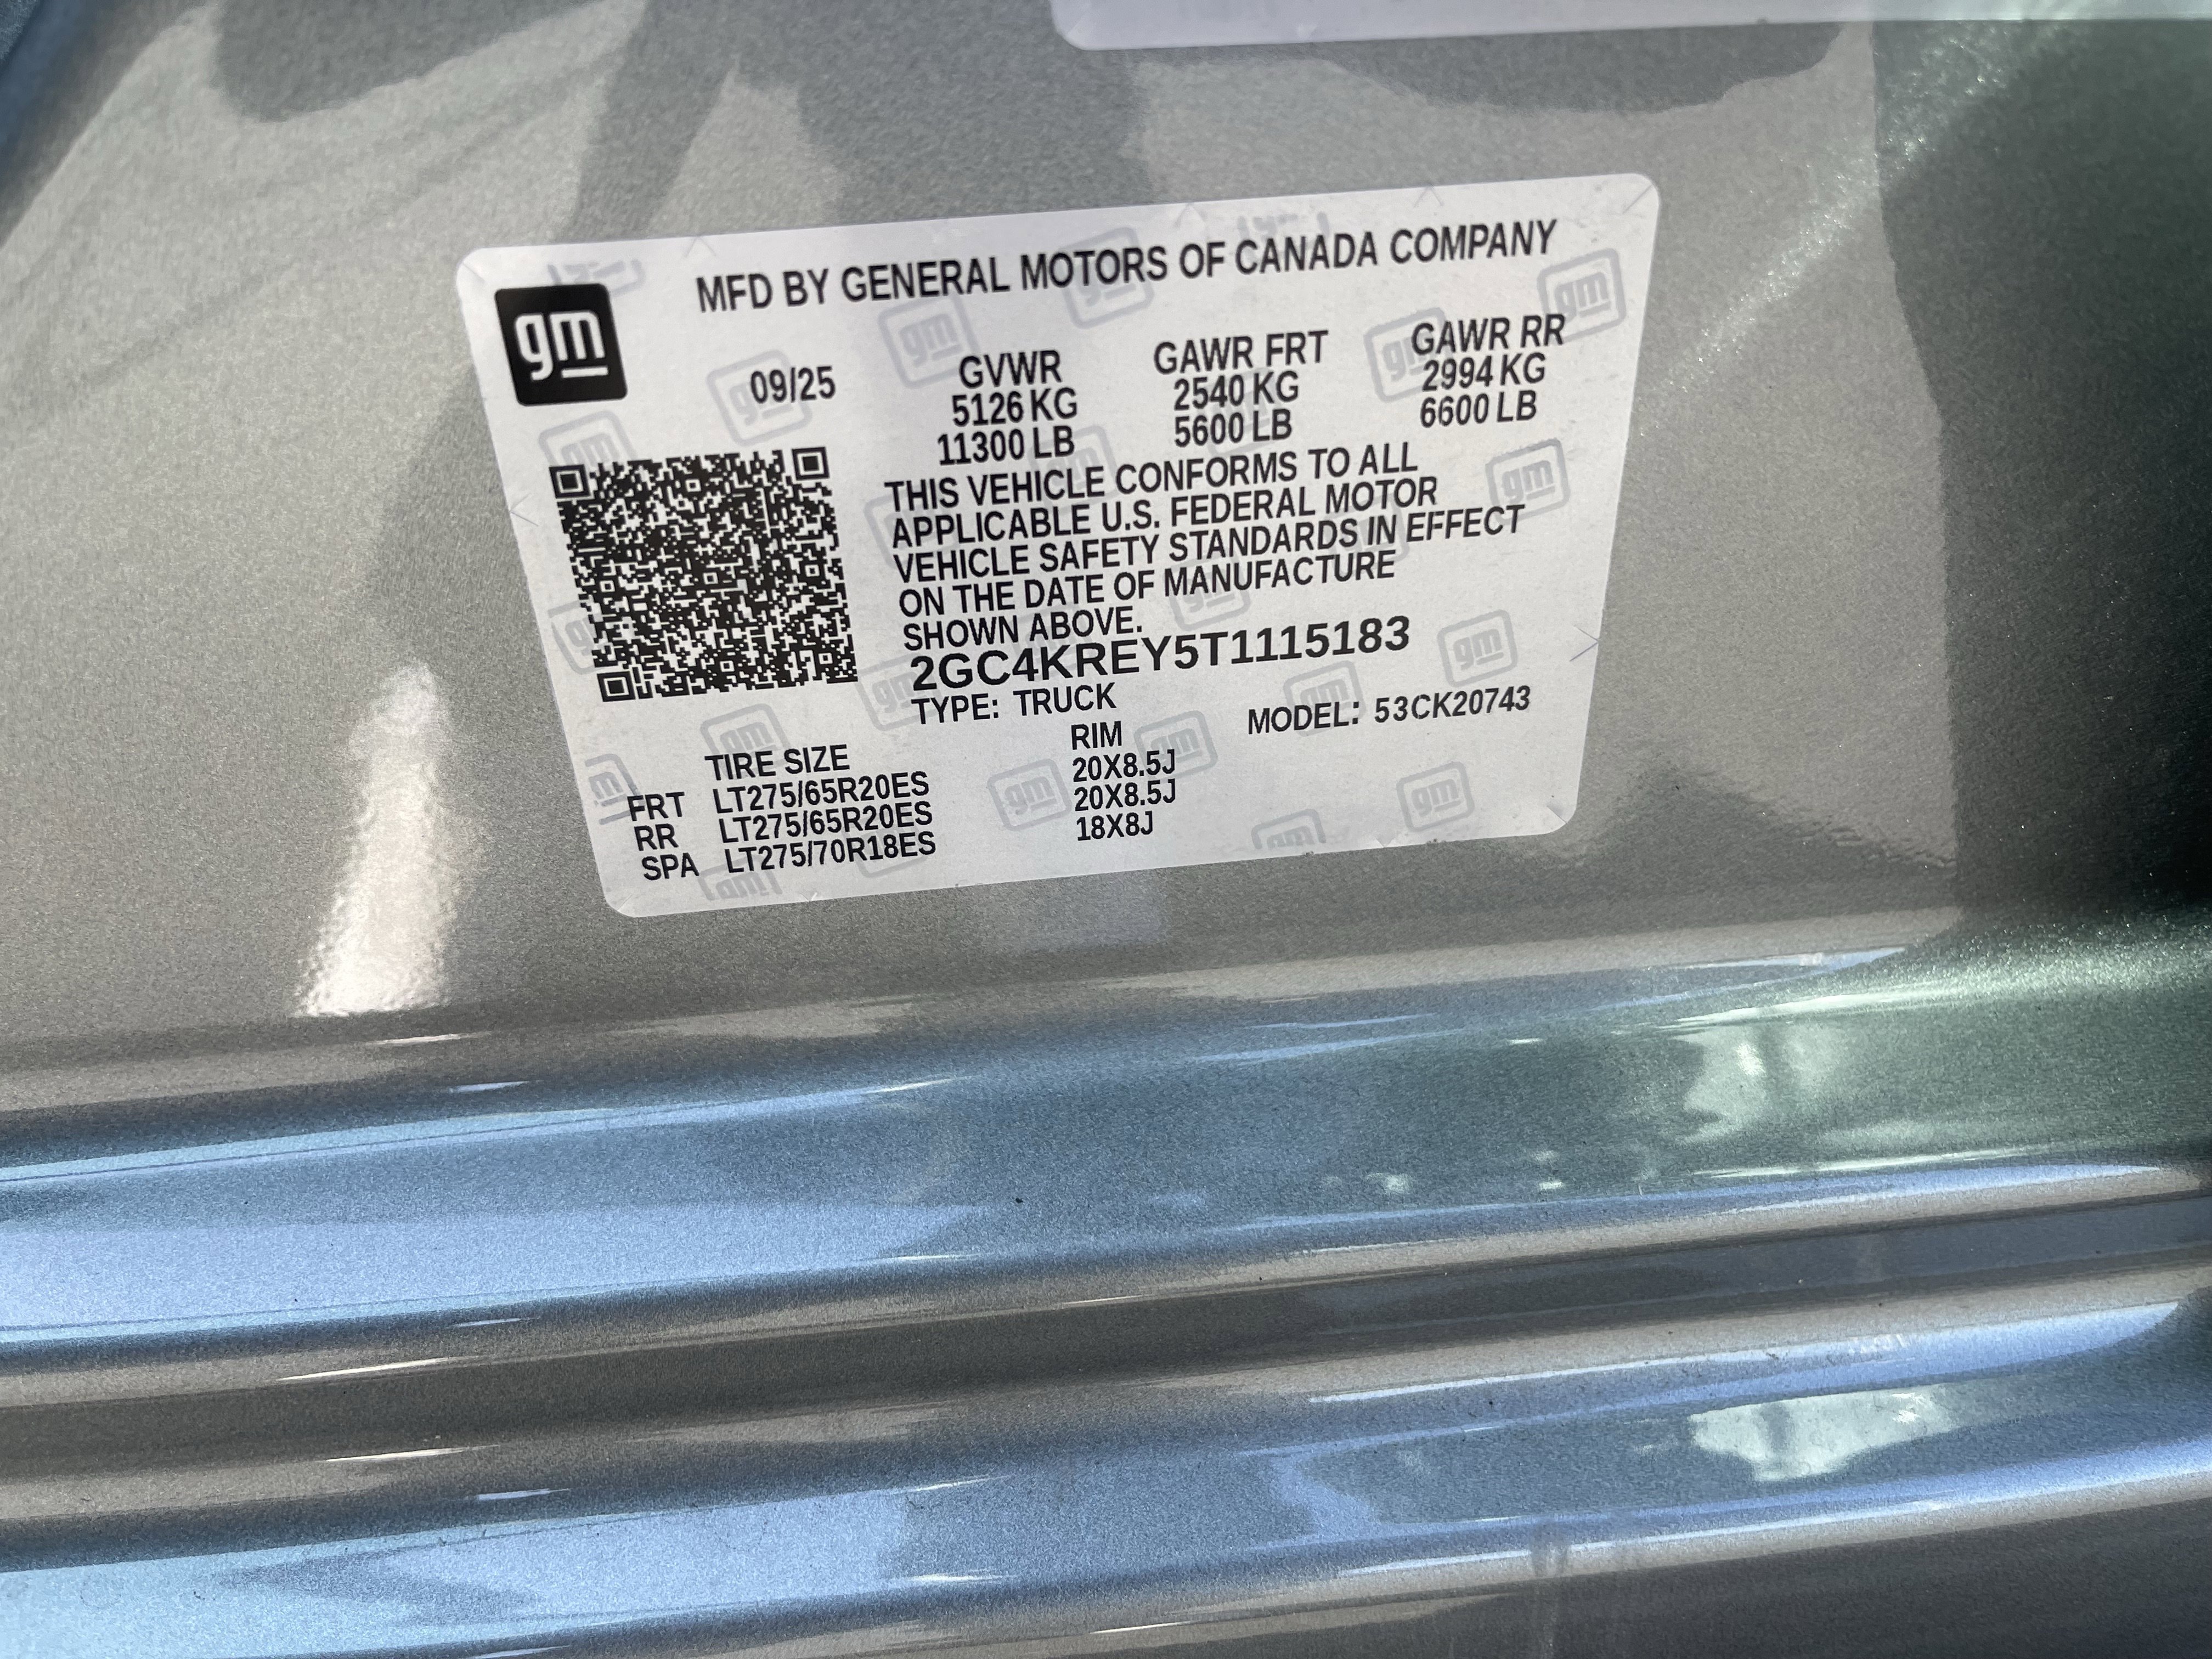 gm
MFD BY GENERAL MOTORS OF CANADA COMPANY
09/25 GVWR GAWR FRT GAWR RR
5126 KG 2540 KG 2994 KG
11300 LB 5600 LB 6600 LB
THIS VEHICLE CONFORMS TO ALL
APPLICABLE U.S. FEDERAL MOTOR
VEHICLE SAFETY STANDARDS IN EFFECT
ON THE DATE OF MANUFACTURE
SHOWN ABOVE.
2GC4KREY5T1115183
TYPE: TRUCK MODEL: 53CK20743
TIRE SIZE RIM
FRT LT275/65R20ES 20X8.5J
RR LT275/65R20ES 20X8.5J
SPA LT275/70R18ES 18X8J